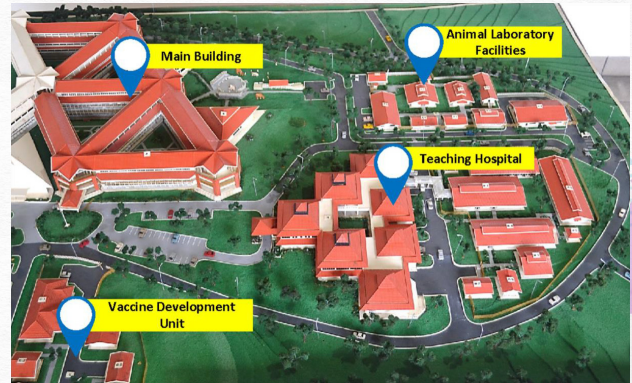 Main Building
Animal Laboratory
Facilities
Teaching Hospital
Vaccine Development
Unit